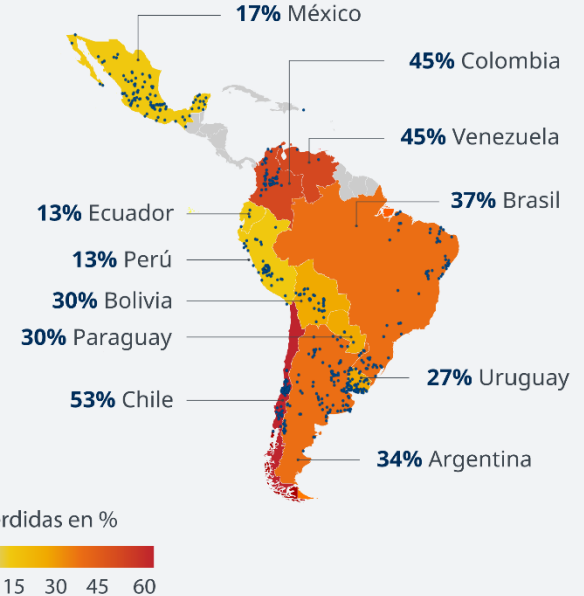 17% México
45% Colombia
45% Venezuela
37% Brasil
13% Ecuador
13% Perú
30% Bolivia
30% Paraguay
27% Uruguay
53% Chile
34% Argentina
rdidas en %
15 30 45 60